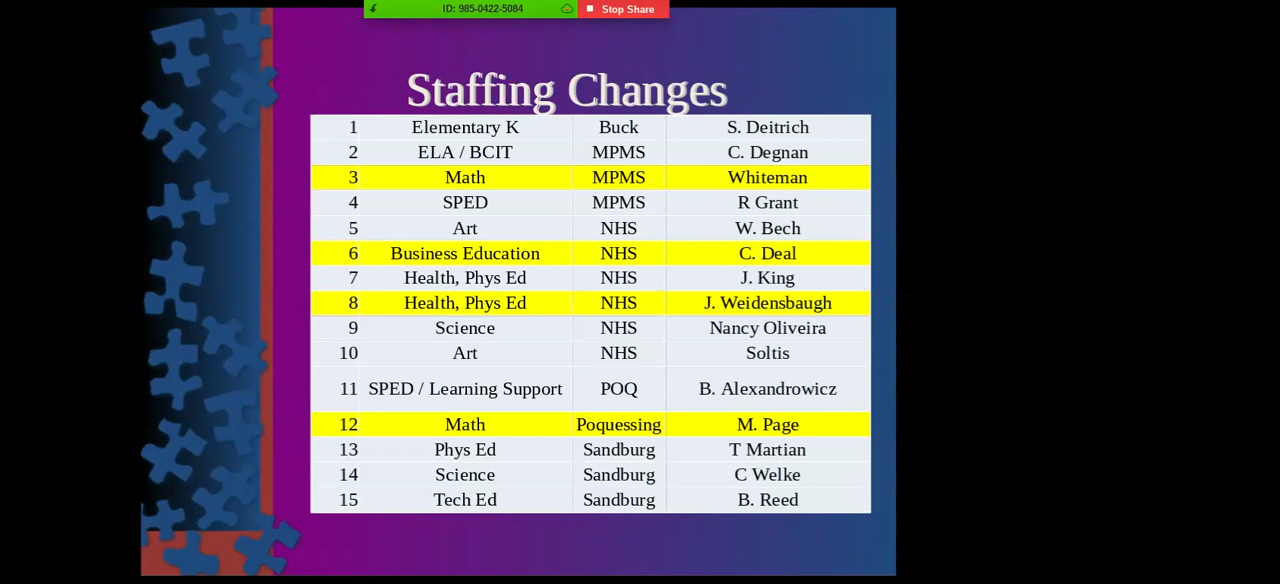 ID: 985-0422-5084 Stop Share
Staffing Changes
1 Elementary K Buck S. Deitrich
2 ELA / BCIT MPMS C. Degnan
3 Math MPMS Whiteman
4 SPED MPMS R Grant
5 Art NHS W. Bech
6 Business Education NHS C. Deal
7 Health, Phys Ed NHS J. King
8 Health, Phys Ed NHS J. Weidensbaugh
9 Science NHS Nancy Oliveira
10 Art NHS Soltis
11 SPED / Learning Support POQ B. Alexandrowicz
12 Math Poquessing M. Page
13 Phys Ed Sandburg T Martian
14 Science Sandburg C Welke
15 Tech Ed Sandburg B. Reed